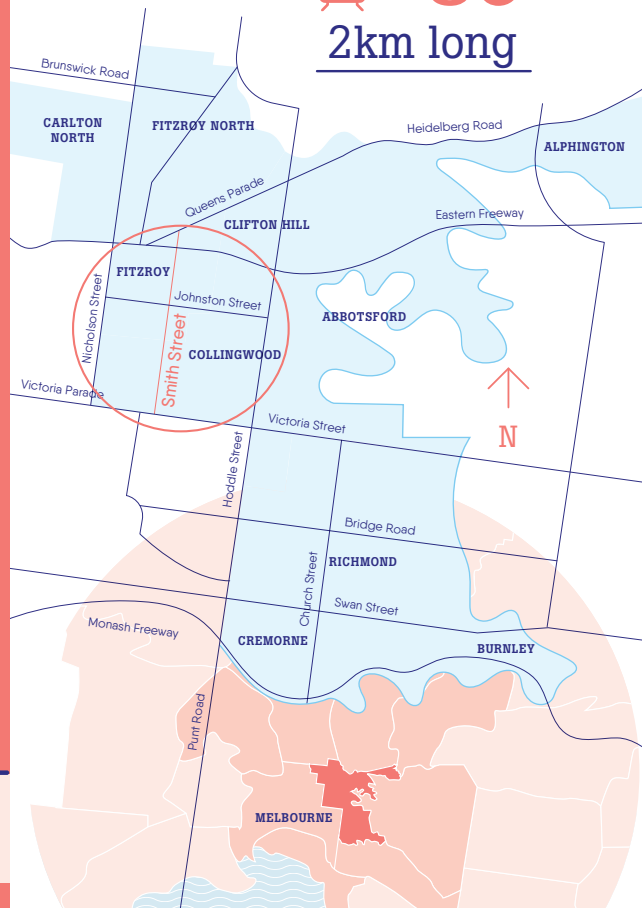 2km long
Brunswick Road
CARLTON
NORTH
FITZROY NORTH
Heidelberg Road
ALPHINGTON
Queens Parade
CLIFTON HILL
Eastern Freeway
FITZROY
Nicholson Street
Johnston Street
Smith Street
COLLINGWOOD
ABBOTSFORD
Victoria Parade
Victoria Street
N
Hoddle Street
Bridge Road
RICHMOND
Church Street
Swan Street
Monash Freeway
CREMORNE
BURNLEY
Punt Road
MELBOURNE